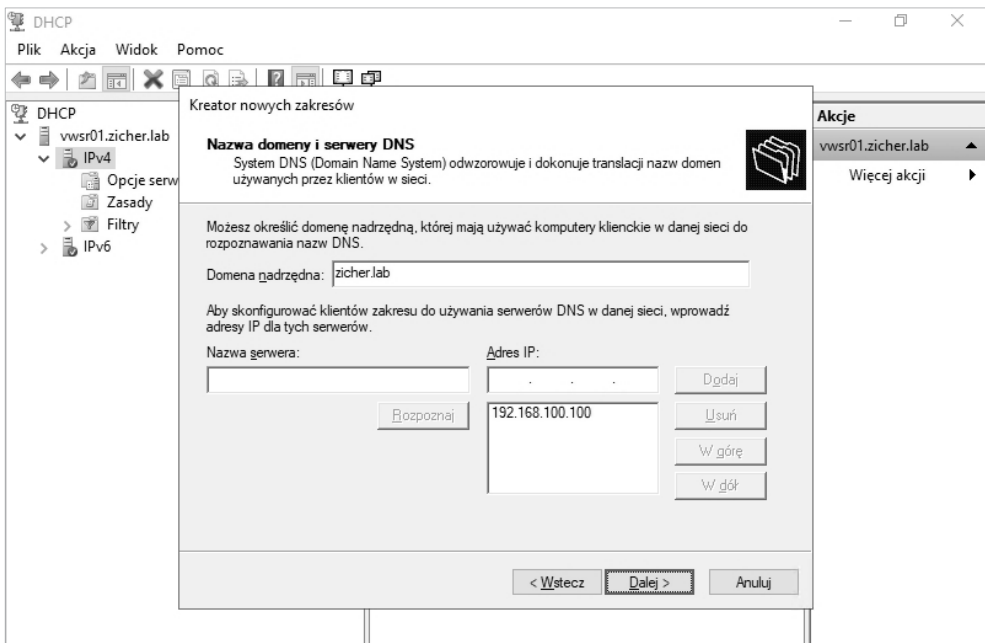 DHCP
Plik Akcja Widok Pomoc
DHCP
vwsr01.zicher.lab
IPv4
Opcje serw
Zasady
Filtry
IPv6
Kreator nowych zakresów
Nazwa domeny i serwery DNS
System DNS (Domain Name System) odwzorowuje i dokonuje translacji nazw domen
używanych przez klientów w sieci.
Możesz określić domenę nadrzędną, której mają używać komputery klienckie w danej sieci do
rozpoznawania nazw DNS.
Domena nadrzędna: zicher.lab
Aby skonfigurować klientów zakresu do używania serwerów DNS w danej sieci, wprowadź
adresy IP dla tych serwerów.
Nazwa serwera: Adres IP:
. . . Dodaj
Rozpoznaj 192.168.100.100 Usuń
W górę
W dół
< Wstecz Dalej > Anuluj
Akcje
vwsr01.zicher.lab
Więcej akcji